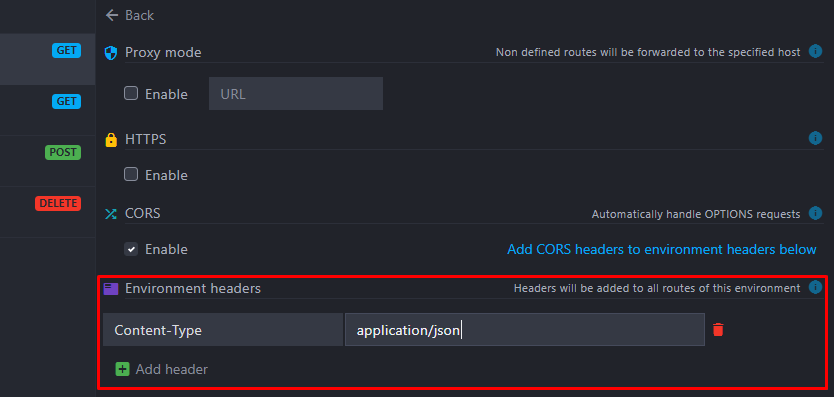 Back
GET
Proxy mode Non defined routes will be forwarded to the specified host i
Enable URL
GET
HTTPS i
POST
Enable
DELETE
CORS Automatically handle OPTIONS requests i
Enable Add CORS headers to environment headers below
Environment headers Headers will be added to all routes of this environment i
Content-Type application/json
Add header